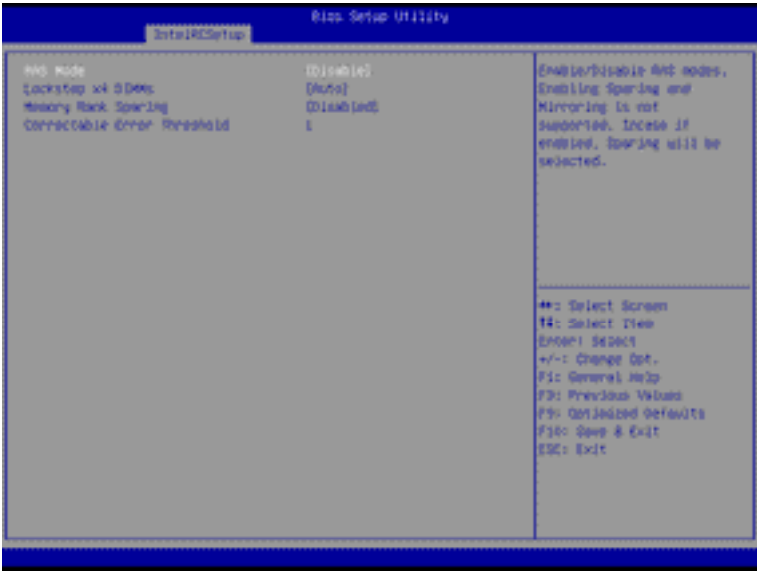 Bios Setup Utility
IntelRCSetup
RAS Mode [Disable]
Lockstep x4 DIMMs [Auto]
Memory Rank Sparing [Disabled]
Correctable Error Threshold 1
Enable/Disable RAS modes.
Enabling Sparing and
Mirroring is not
supported. Incase if
enabled, Sparing will be
selected.
: Select Screen
: Select Item
Enter: Select
+/-: Change Opt.
F1: General Help
Previous Values
F9: Optimized Defaults
F10: Save & Exit
ESC: Exit